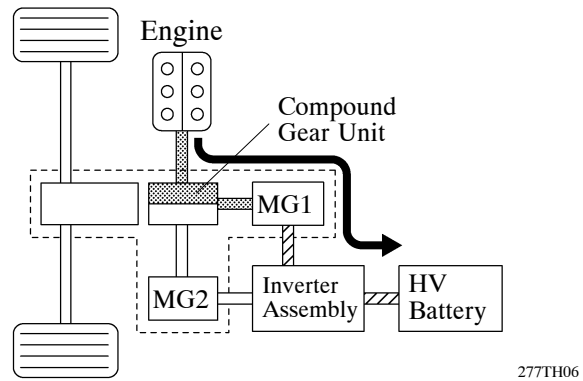 Engine
Compound
Gear Unit
MG1
MG2
Inverter
Assembly
HV
Battery
277TH06